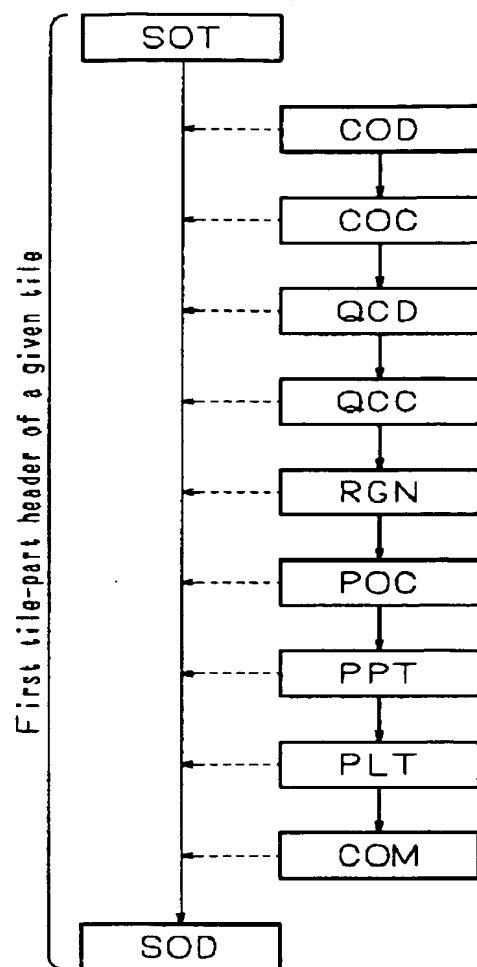 First tile-part header of a given tile
SOT
COD
COC
QCD
QCC
RGN
POC
PPT
PLT
COM
SOD